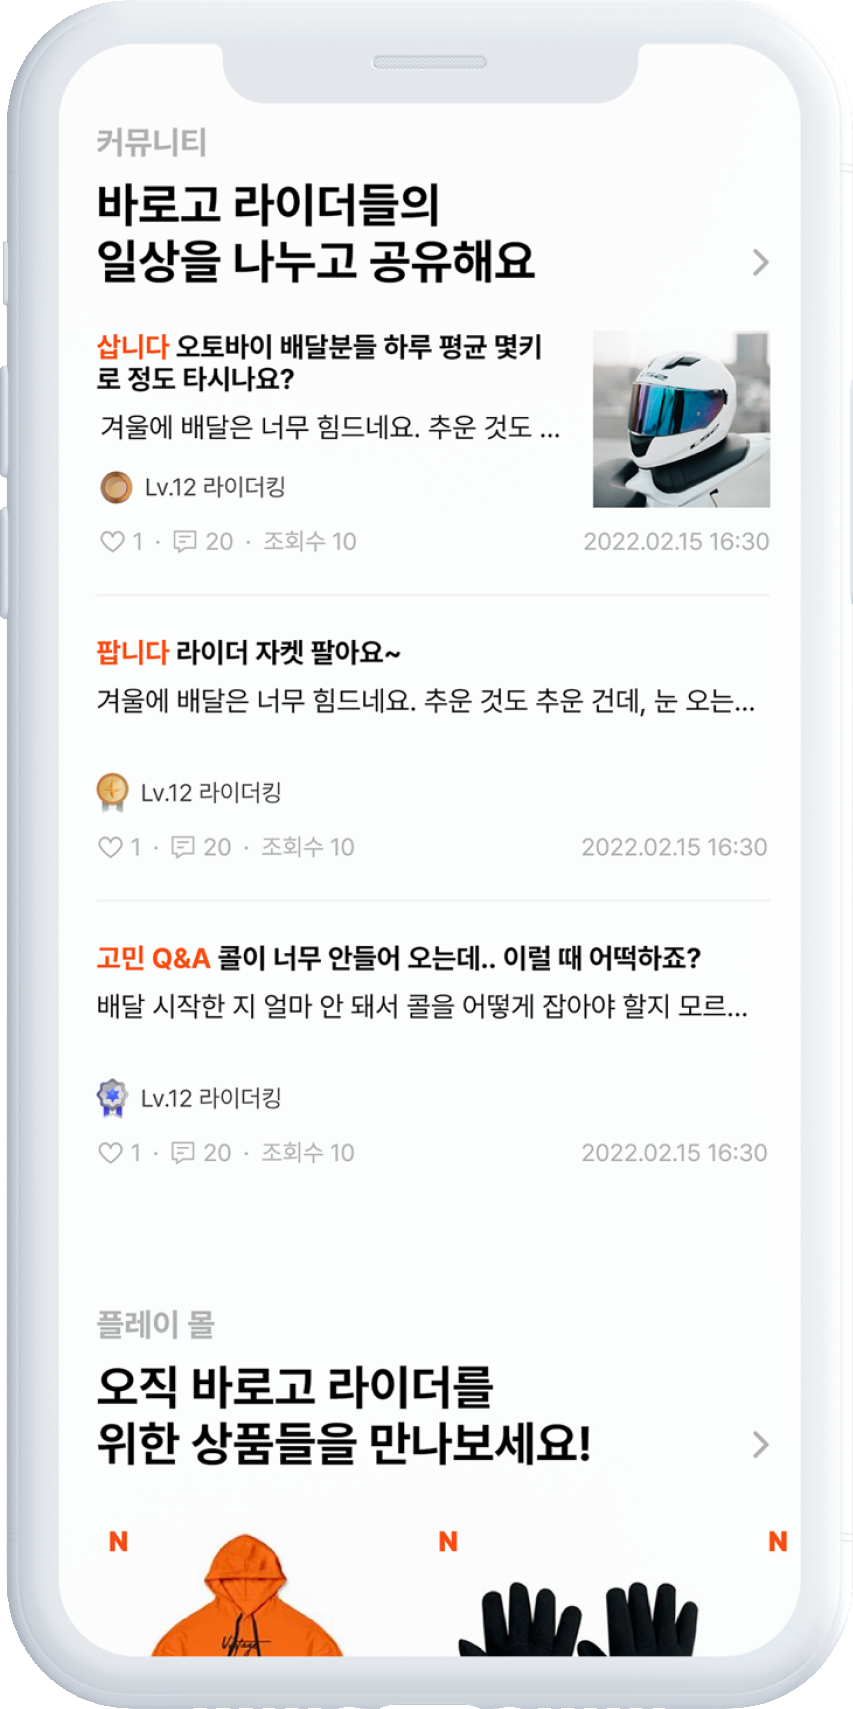 커뮤니티
바로고 라이더들의
일상을 나누고 공유해요
삽니다 오토바이 배달분들 하루 평균 몇키
로 정도 타시나요?
겨울에 배달은 너무 힘드네요. 추운 것도 ...
Lv.12 라이더킹
1 · 20 · 조회수 10 2022.02.15 16:30
팝니다 라이더 자켓 팔아요~
겨울에 배달은 너무 힘드네요. 추운 것도 추운 건데, 눈 오는...
Lv.12 라이더킹
1 · 20 · 조회수 10 2022.02.15 16:30
고민 Q&A 콜이 너무 안들어 오는데.. 이럴 때 어떡하죠?
배달 시작한 지 얼마 안 돼서 콜을 어떻게 잡아야 할지 모르...
Lv.12 라이더킹
1 · 20 · 조회수 10 2022.02.15 16:30
플레이 몰
오직 바로고 라이더를
위한 상품들을 만나보세요!
N N N
Vintage